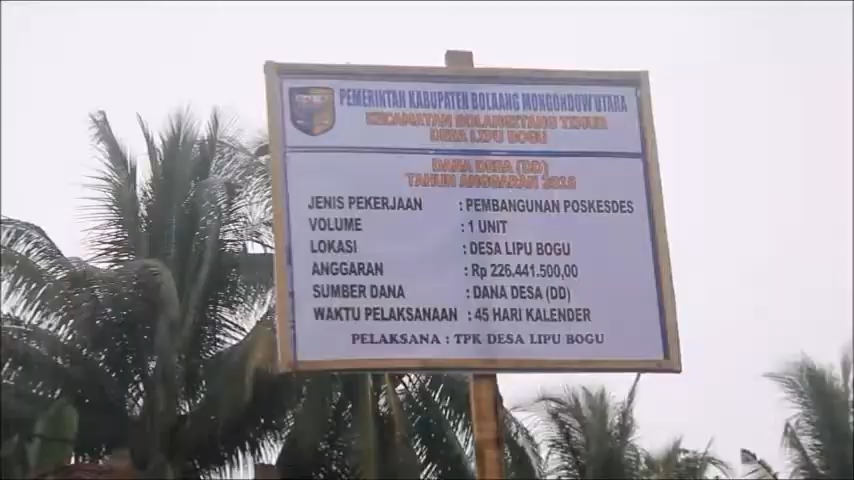 PEMERINTAH KABUPATEN BOLAANG MONGONDOW UTARA
KECAMATAN BOLANGITANG TIMUR
DESA LIPU BOGU
DANA DESA (DD)
TAHUN ANGGARAN 2018
JENIS PEKERJAAN : PEMBANGUNAN POSKESDES
VOLUME : 1 UNIT
LOKASI : DESA LIPU BOGU
ANGGARAN : Rp 226.441.500,00
SUMBER DANA : DANA DESA (DD)
WAKTU PELAKSANAAN : 45 HARI KALENDER
PELAKSANA : TPK DESA LIPU BOGU